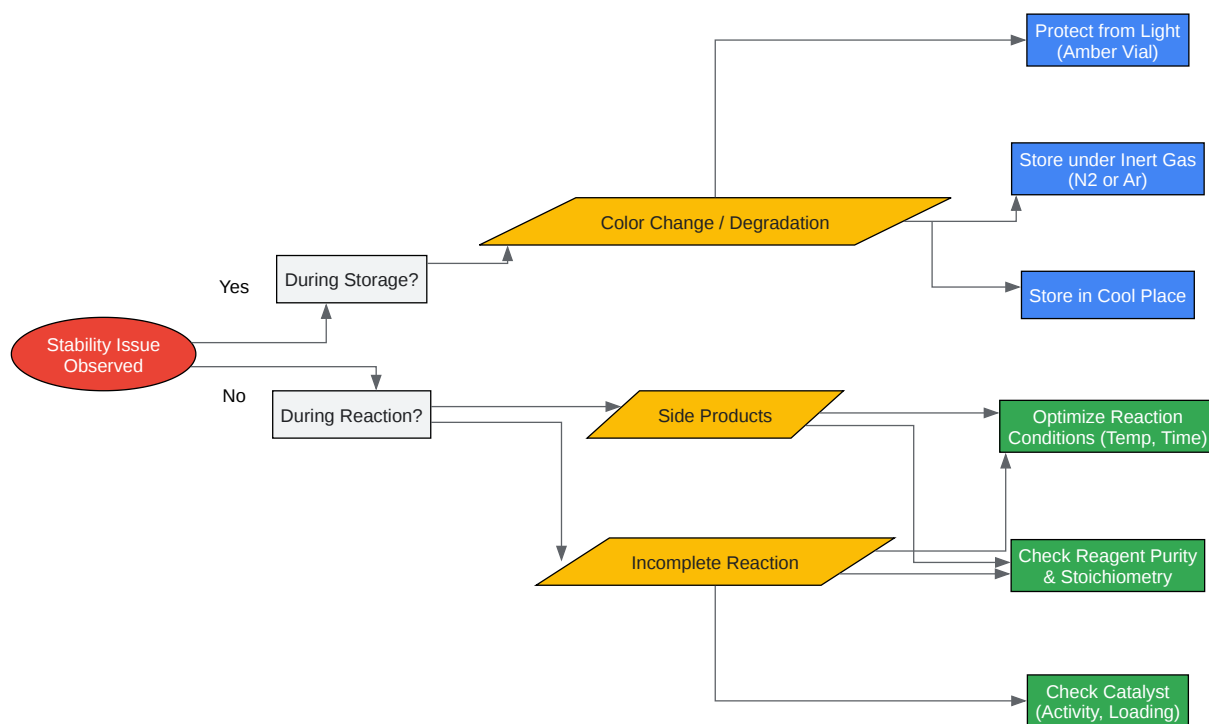 Protect from Light
(Amber Vial)
Store under Inert Gas
(N2 or Ar)
Color Change / Degradation
During Storage?
Yes
Store in Cool Place
Stability Issue
Observed
No
During Reaction?
Side Products
Optimize Reaction
Conditions (Temp, Time)
Incomplete Reaction
Check Reagent Purity
& Stoichiometry
Check Catalyst
(Activity, Loading)